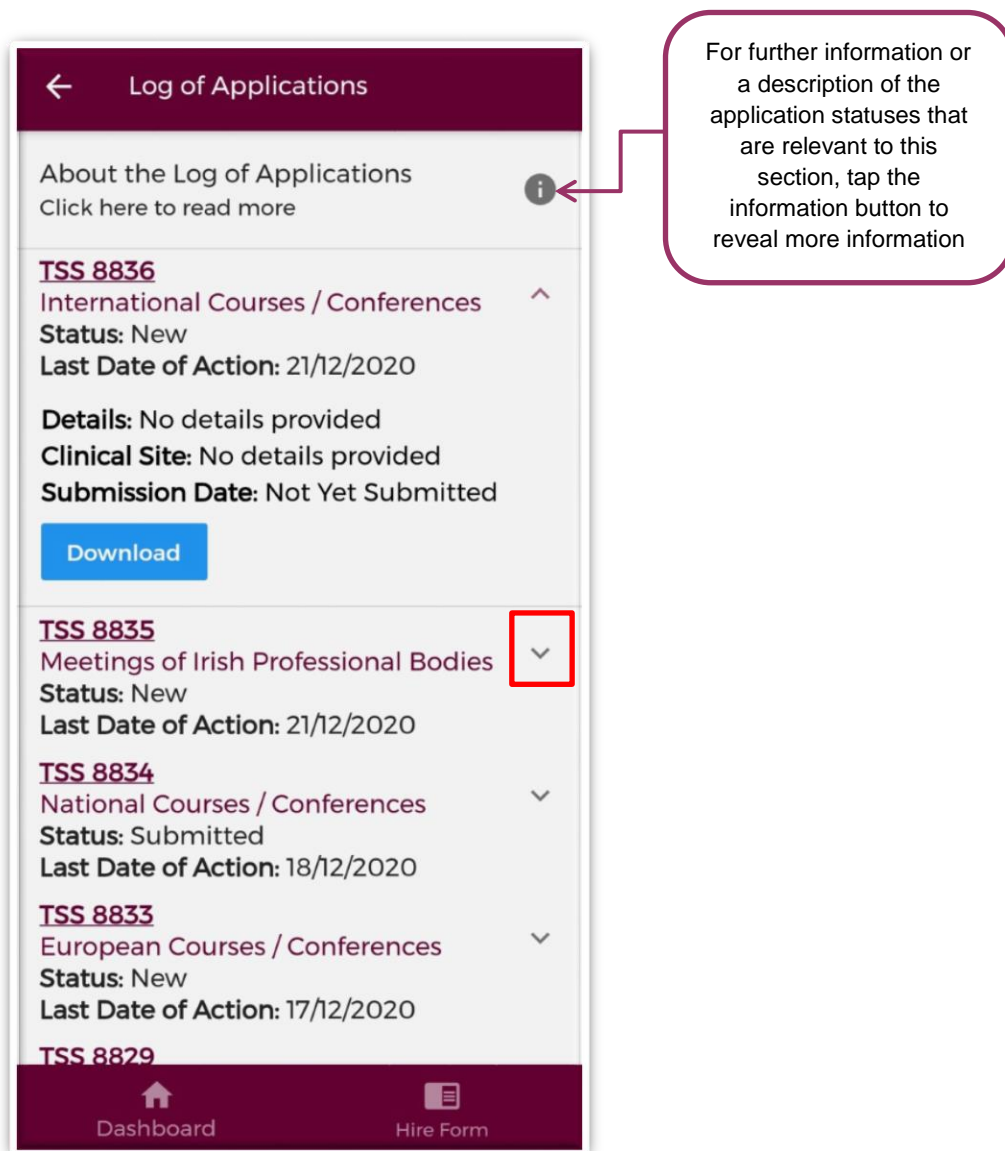 Log of Applications
About the Log of Applications
Click here to read more
TSS 8836
International Courses / Conferences
Status: New
Last Date of Action: 21/12/2020
Details: No details provided
Clinical Site: No details provided
Submission Date: Not Yet Submitted
Download
TSS 8835
Meetings of Irish Professional Bodies
Status: New
Last Date of Action: 21/12/2020
TSS 8834
National Courses / Conferences
Status: Submitted
Last Date of Action: 18/12/2020
TSS 8833
European Courses / Conferences
Status: New
Last Date of Action: 17/12/2020
TSS 8829
Dashboard
Hire Form
For further information or
a description of the
application statuses that
are relevant to this
section, tap the
information button to
reveal more information